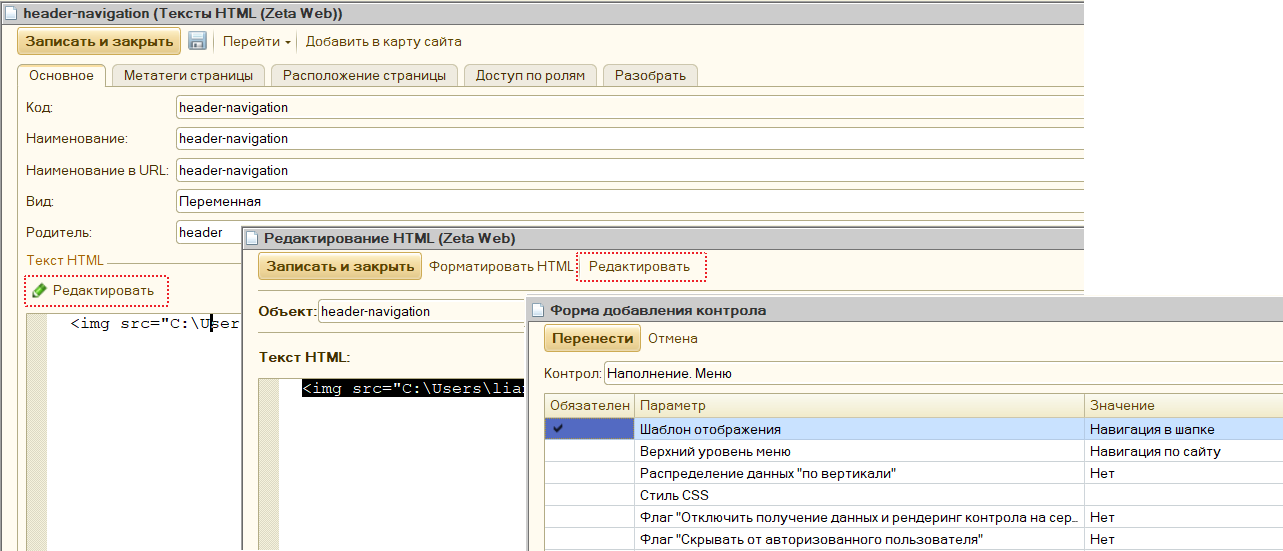 header-navigation (Тексты HTML (Zeta Web))
Записать и закрыть Перейти Добавить в карту сайта
Основное Метатеги страницы Расположение страницы Доступ по ролям Разобрать
Код: header-navigation
Наименование: header-navigation
Наименование в URL: header-navigation
Вид: Переменная
Родитель: header
Текст HTML
Редактировать
<img src="C:\User
Редактирование HTML (Zeta Web)
Записать и закрыть Форматировать HTML Редактировать
Объект: header-navigation
Текст HTML:
<img src="C:\Users\lian
Форма добавления контрола
Перенести Отмена
Контрол: Наполнение. Меню
Обязателен Параметр Значение
Шаблон отображения Навигация в шапке
Верхний уровень меню Навигация по сайту
Распределение данных "по вертикали" Нет
Стиль CSS
Флаг "Отключить получение данных и рендеринг контрола на сер... Нет
Флаг "Скрывать от авторизованного пользователя" Нет